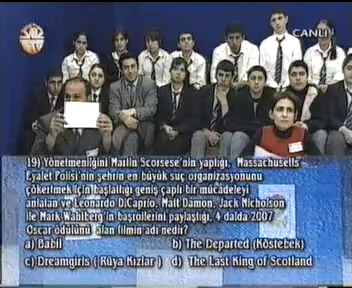 CANLI
19) Yönetmenliğini Martin Scorsese'nin yaptığı, Massachusetts
Eyalet Polisi'nin şehrin en büyük suç organizasyonunu
çökertmek için başlattığı geniş çaplı bir mücadeleyi
anlatan ve Leonardo DiCaprio, Matt Damon, Jack Nicholson
ile Mark Wahlberg'in başrollerini paylaştığı, 4 dalda 2007
Oscar ödülünü alan filmin adı nedir?
a) Babil b) The Departed (Köstebek)
c) Dreamgirls ( Rüya Kızlar ) d) The Last King of Scotland